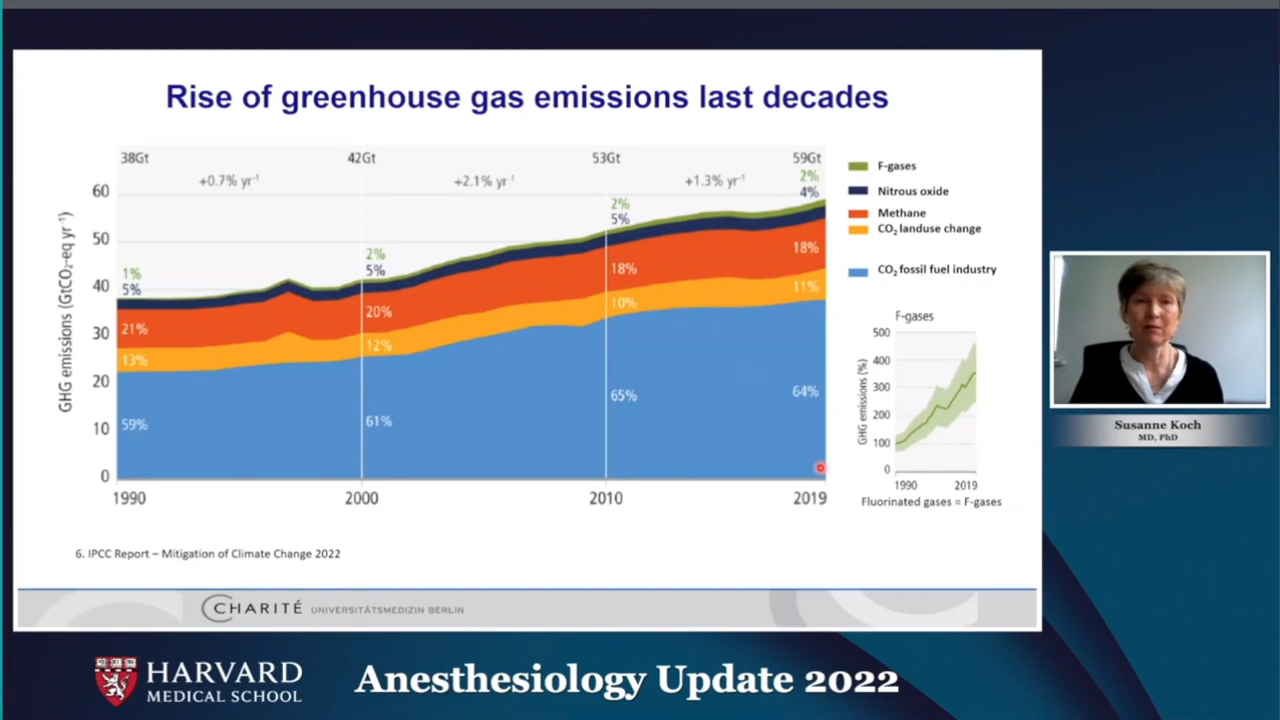 Rise of greenhouse gas emissions last decades
38Gt 42Gt 53Gt 59Gt
+0.7% yr⁻¹ +2.1% yr⁻¹ +1.3% yr⁻¹
GHG emissions (GtCO₂-eq yr⁻¹)
60
50
40
30
20
10
0
1%
5%
21%
13%
59%
2%
5%
20%
12%
61%
2%
5%
18%
10%
65%
2%
4%
18%
11%
64%
1990 2000 2010 2019
F-gases
Nitrous oxide
Methane
CO₂ landuse change
CO₂ fossil fuel industry
F-gases
GHG emissions (%)
500
400
300
200
100
0
1990 2019
Fluorinated gases = F-gases
6. IPCC Report – Mitigation of Climate Change 2022
CHARITÉ UNIVERSITÄTSMEDIZIN BERLIN
Susanne Koch
MD, PhD
HARVARD
MEDICAL SCHOOL
Anesthesiology Update 2022